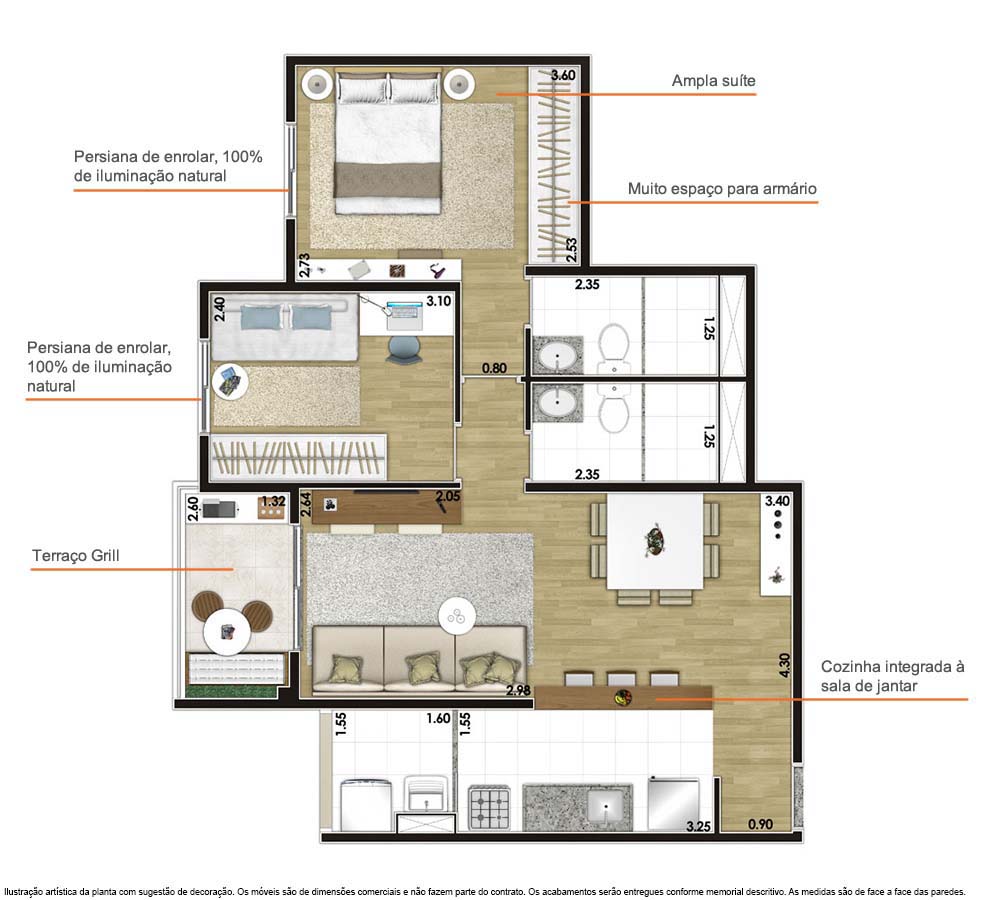 3.60
Ampla suíte
Persiana de enrolar, 100%
de iluminação natural
Muito espaço para armário
2.53
2.73
2.35
2.40
3.10
1.25
Persiana de enrolar,
100% de iluminação
natural
0.80
1.25
2.35
2.60
1.32
2.64
2.05
3.40
Terraço Grill
4.30
Cozinha integrada à
sala de jantar
2.98
1.55
1.60
1.55
3.25
0.90
Ilustração artística da planta com sugestão de decoração. Os móveis são de dimensões comerciais e não fazem parte do contrato. Os acabamentos serão entregues conforme memorial descritivo. As medidas são de face a face das paredes.